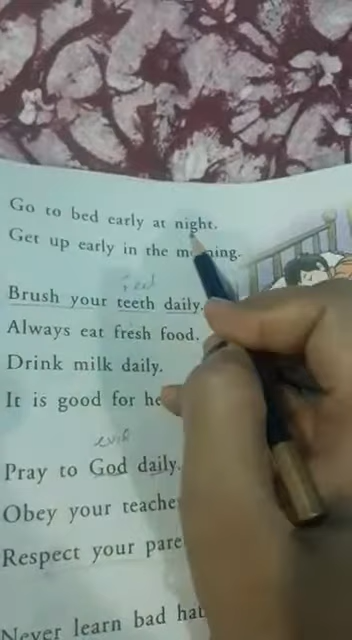 Go to bed early at night.
Get up early in the
Brush your teeth daily.
Always eat fresh food.
Drink milk daily.
It is good for he
Pray to God daily.
Obey your teache
Respect your pare
Never learn bad hab